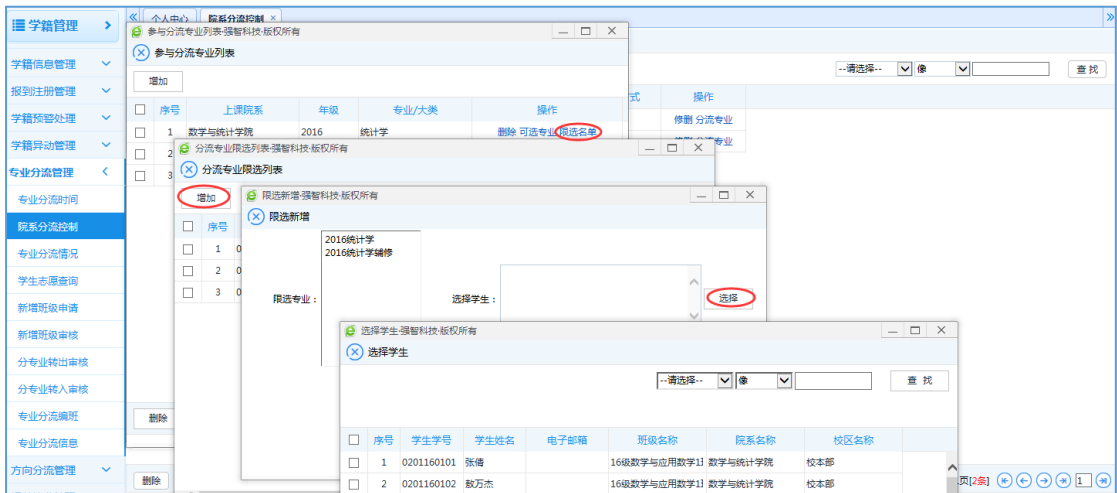 学籍管理
个人中心 院系分流控制 ×
学籍信息管理
报到注册管理
学籍预警处理
学籍异动管理
专业分流管理
专业分流时间
院系分流控制
专业分流情况
学生志愿查询
新增班级申请
新增班级审核
分专业转出审核
分专业转入审核
专业分流编班
专业分流信息
方向分流管理
--请选择-- 像 查 找
式 操作
修删 分流专业
删除
删除
页[2条] 1
参与分流专业列表-强智科技-版权所有
参与分流专业列表
增加
序号 上课院系 年级 专业/大类 操作
1 数学与统计学院 2016 统计学 删除 可选专业 限选名单
2
3
分流专业限选列表-强智科技-版权所有
分流专业限选列表
增加
序号
1 0
2 0
3 0
限选新增-强智科技-版权所有
限选新增
2016统计学
2016统计学辅修
限选专业： 选择学生： 选择
选择学生-强智科技-版权所有
选择学生
--请选择-- 像 查 找
序号 学生学号 学生姓名 电子邮箱 班级名称 院系名称 校区名称
1 0201160101 张倩 16级数学与应用数学1 数学与统计学院 校本部
2 0201160102 敖万杰 16级数学与应用数学1 数学与统计学院 校本部